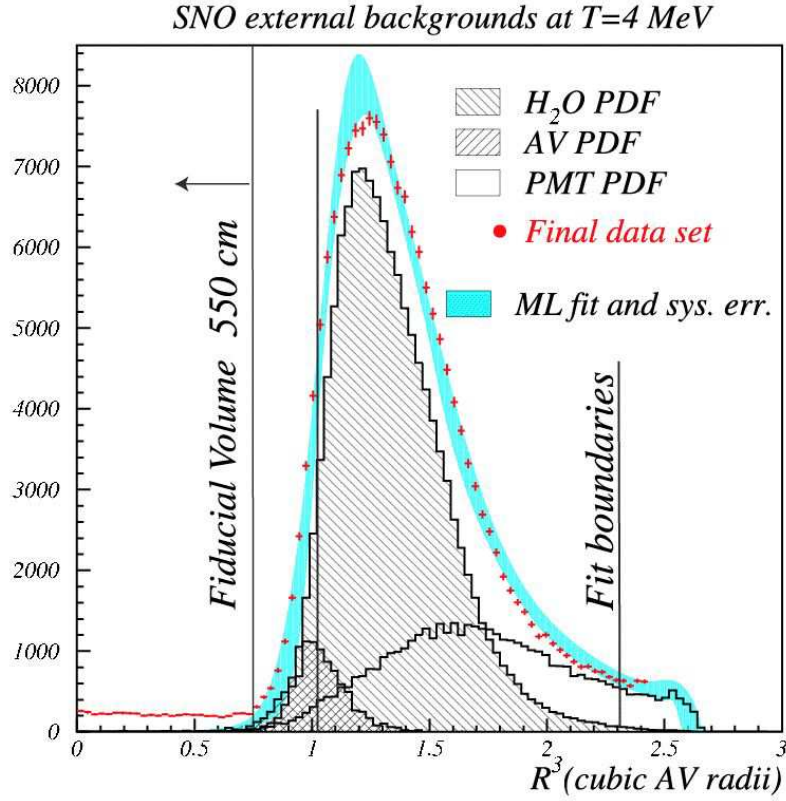 SNO external backgrounds at T=4 MeV
8000
7000
6000
5000
4000
3000
2000
1000
0
H₂O PDF
AV PDF
PMT PDF
Final data set
ML fit and sys. err.
Fiducial Volume 550 cm
Fit boundaries
0 0.5 1 1.5 2 2.5 3
R³(cubic AV radii)